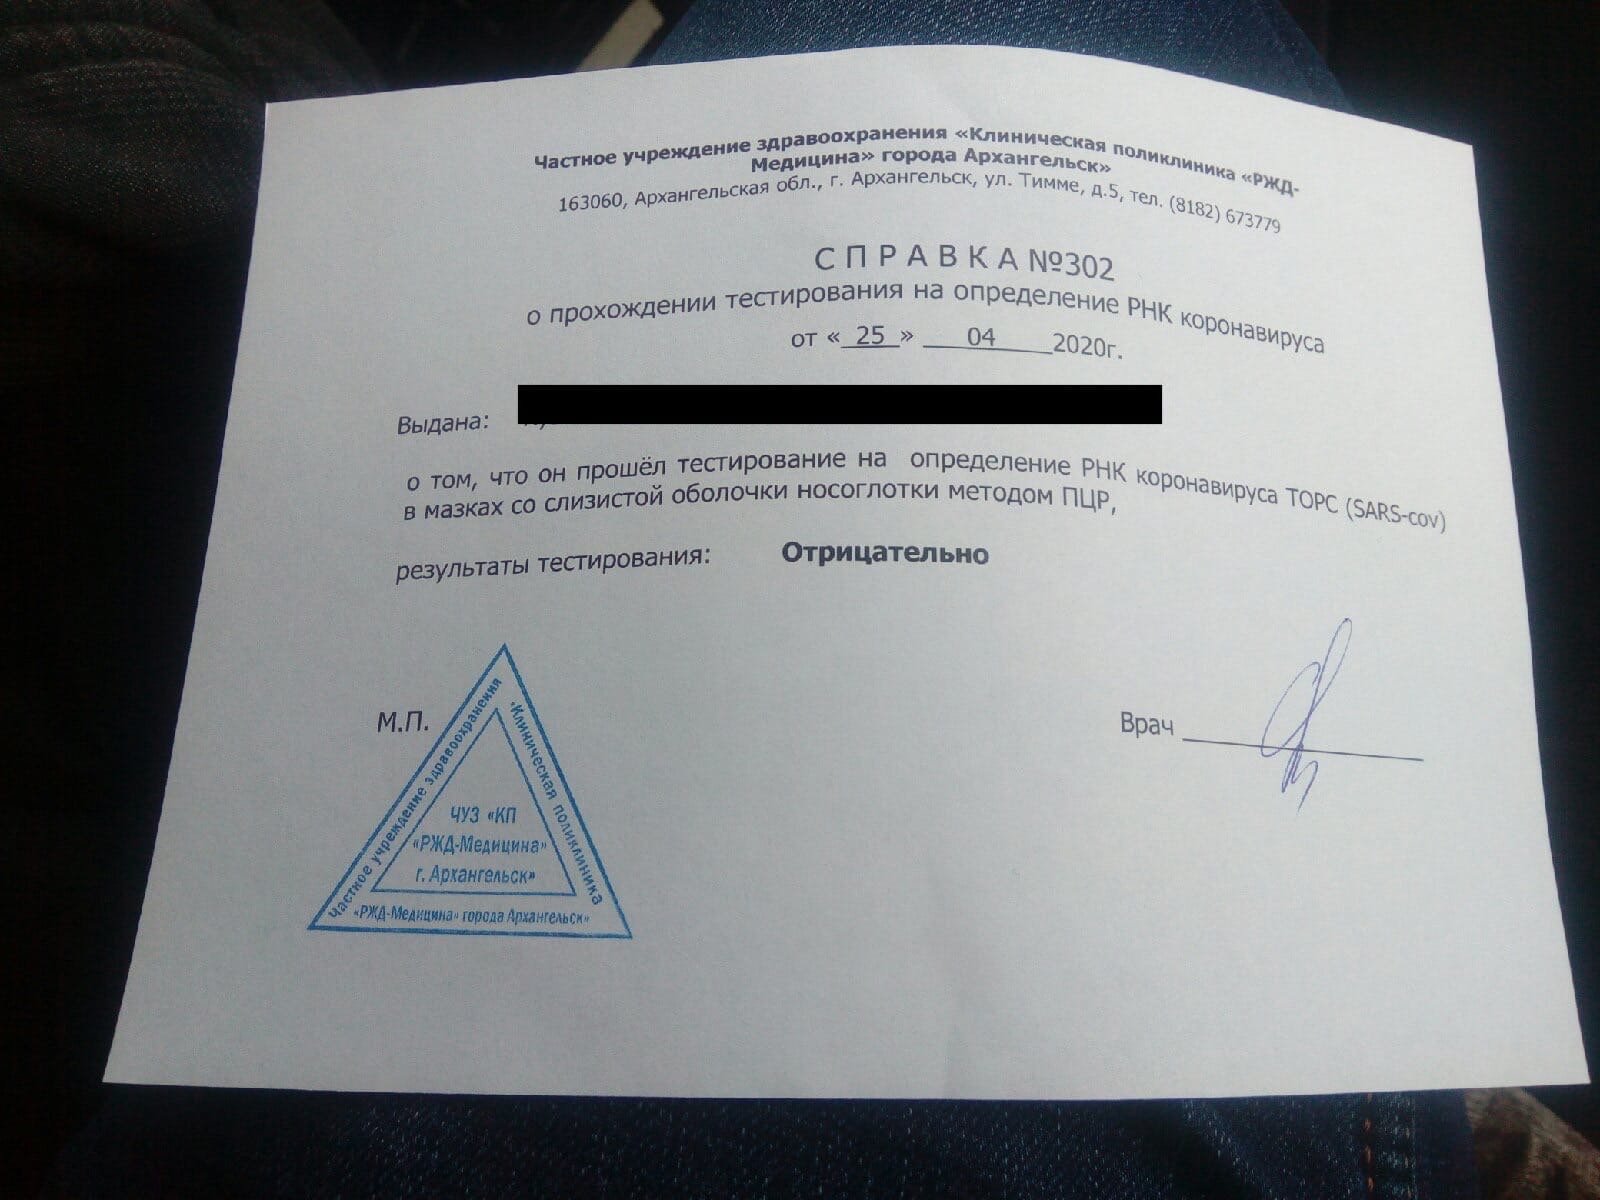 Частное учреждение здравоохранения «Клиническая поликлиника «РЖД-
Медицина» города Архангельск»
163060, Архангельская обл., г. Архангельск, ул. Тимме, д.5, тел. (8182) 673779
С П Р А В К А №302
о прохождении тестирования на определение РНК коронавируса
от « 25 » 04 2020г.
Выдана:
о том, что он прошёл тестирование на определение РНК коронавируса ТОРС (SARS-cov)
в мазках со слизистой оболочки носоглотки методом ПЦР,
результаты тестирования: Отрицательно
М.П.
Врач
Частное учреждение здравоохранения
«Клиническая поликлиника
«РЖД-Медицина» города Архангельск»
ЧУЗ «КП
«РЖД-Медицина»
г. Архангельск»